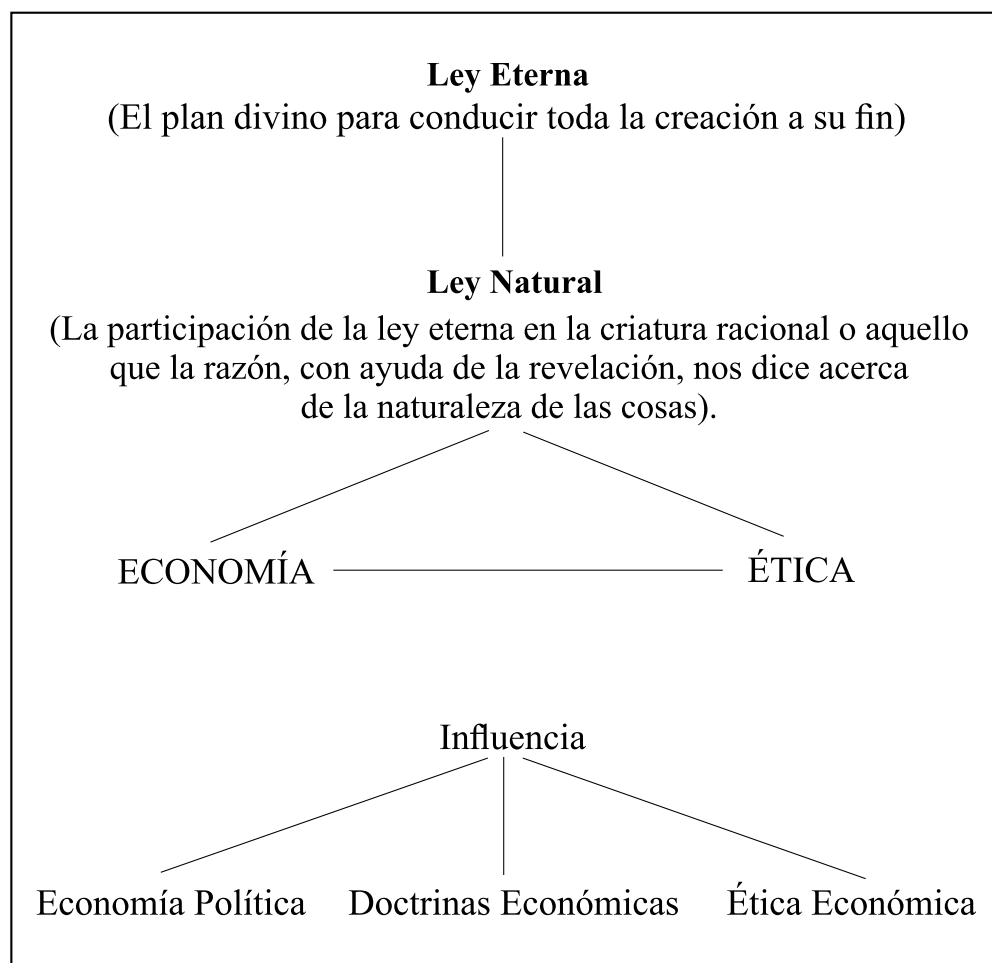 Ley Eterna
(El plan divino para conducir toda la creación a su fin)
Ley Natural
(La participación de la ley eterna en la criatura racional o aquello
que la razón, con ayuda de la revelación, nos dice acerca
de la naturaleza de las cosas).
ECONOMÍA ÉTICA
Influencia
Economía Política Doctrinas Económicas Ética Económica